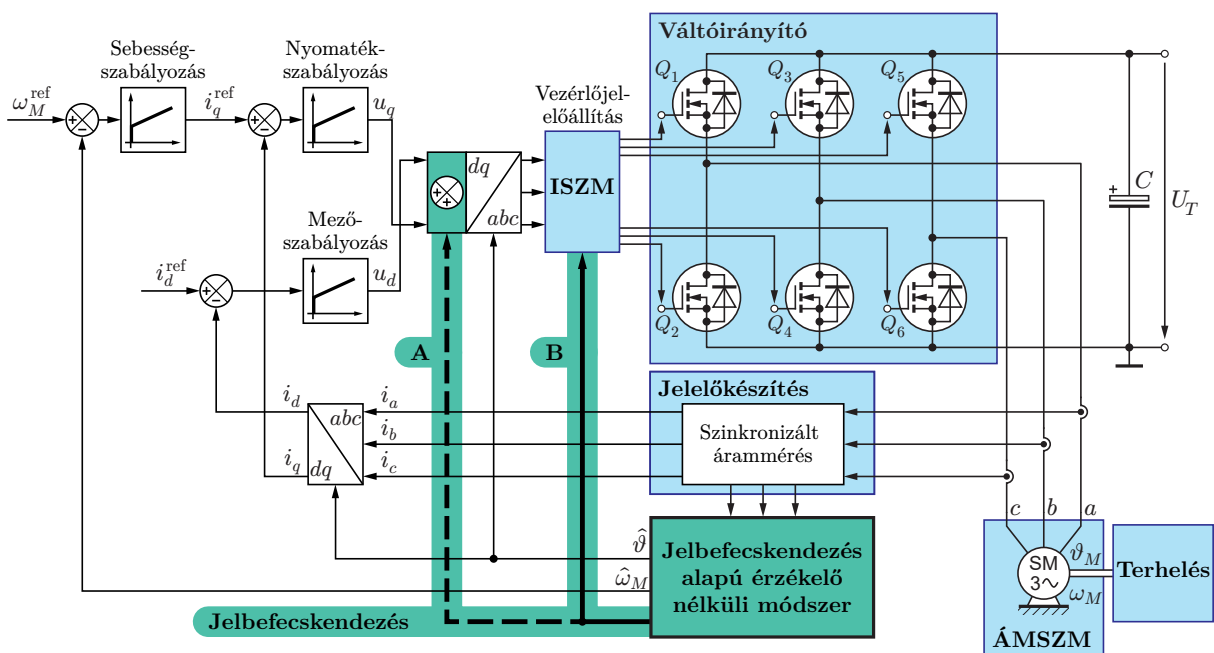 Sebesség-
szabályozás
Nyomaték-
szabályozás
Váltóirányító
ω_M^ref
i_q^ref
u_q
Vezérlőjel-
előállítás
Q_1
Q_3
Q_5
dq
abc
ISZM
C
U_T
Mező-
szabályozás
i_d^ref
u_d
Q_2
Q_4
Q_6
A
B
Jelelőkészítés
i_d
abc
i_a
i_b
i_c
i_q
dq
Szinkronizált
árammérés
c
b
a
ϑ̂
ω̂_M
Jelbefecskendezés
alapú érzékelő
nélküli módszer
SM
3~
ϑ_M
ω_M
Terhelés
Jelbefecskendezés
ÁMSZM